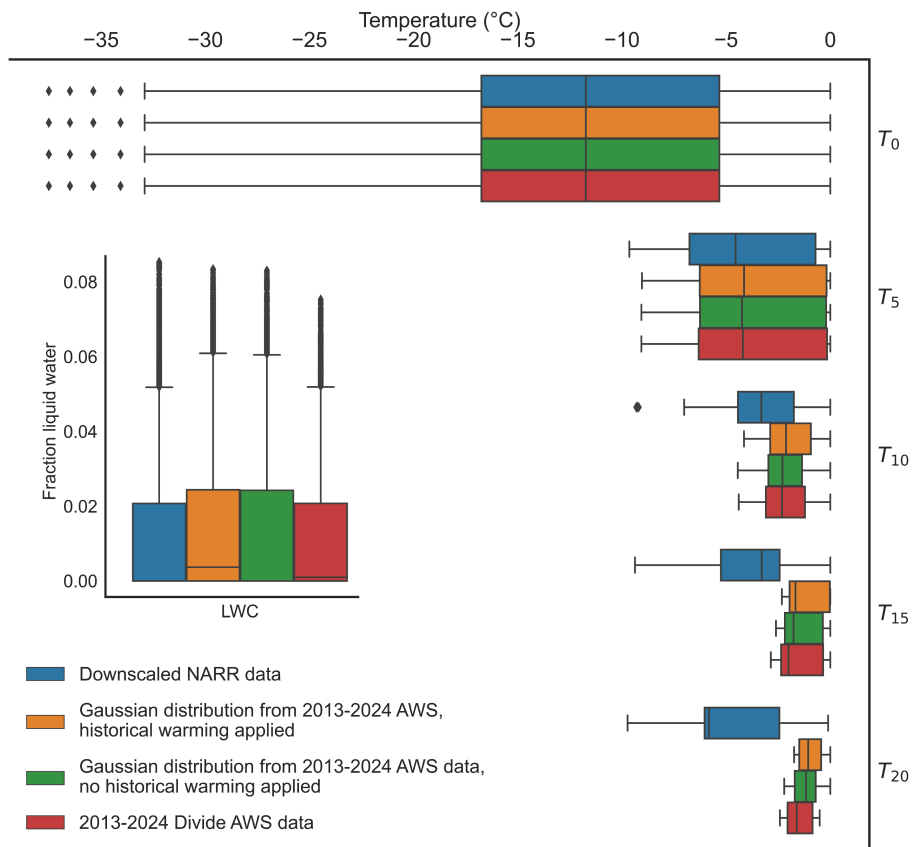 Temperature (°C)
−35 −30 −25 −20 −15 −10 −5 0
T0
T5
T10
T15
T20
Fraction liquid water
0.08
0.06
0.04
0.02
0.00
LWC
Downscaled NARR data
Gaussian distribution from 2013-2024 AWS,
historical warming applied
Gaussian distribution from 2013-2024 AWS data,
no historical warming applied
2013-2024 Divide AWS data